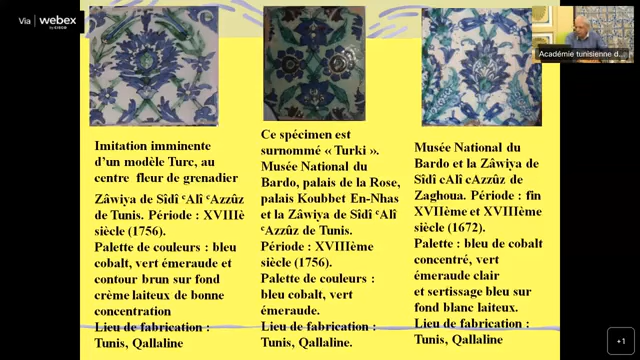 Via webex
by CISCO
Académie tunisienne d...
Imitation imminente
d'un modèle Turc, au
centre fleur de grenadier
Zâwiya de Sîdî ᶜAlî ᶜAzzûz
de Tunis. Période : XVIIIè
siècle (1756).
Palette de couleurs : bleu
cobalt, vert émeraude et
contour brun sur fond
crème laiteux de bonne
concentration
Lieu de fabrication :
Tunis, Qallaline
Ce spécimen est
surnommé « Turki ».
Musée National du
Bardo, palais de la Rose,
palais Koubbet En-Nhas
et la Zâwiya de Sîdî ᶜAlî
ᶜAzzûz de Tunis.
Période : XVIIIème
siècle (1756).
Palette de couleurs :
bleu cobalt, vert
émeraude.
Lieu de fabrication :
Tunis, Qallaline.
Musée National du
Bardo et la Zâwiya de
Sîdî cAlî cAzzûz de
Zaghoua. Période : fin
XVIIème et XVIIIème
siècle (1672).
Palette : bleu de cobalt
concentré, vert
émeraude clair
et sertissage bleu sur
fond blanc laiteux.
Lieu de fabrication :
Tunis, Qallaline
+1